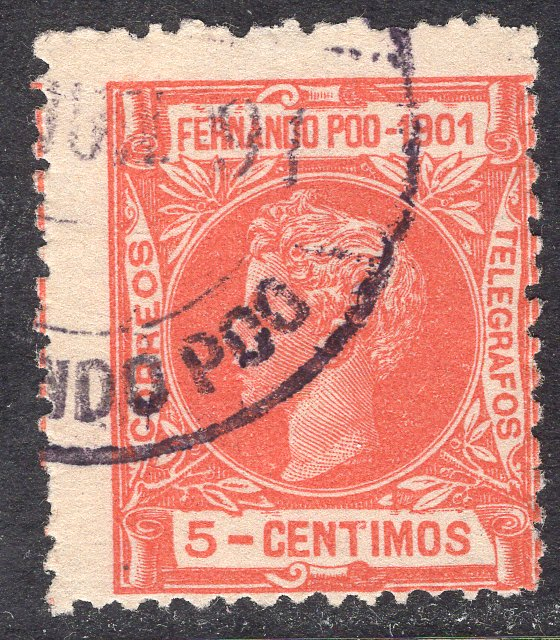 FERNANDO POO-1901
CORREOS
TELEGRAFOS
5-CENTIMOS
NDO POO